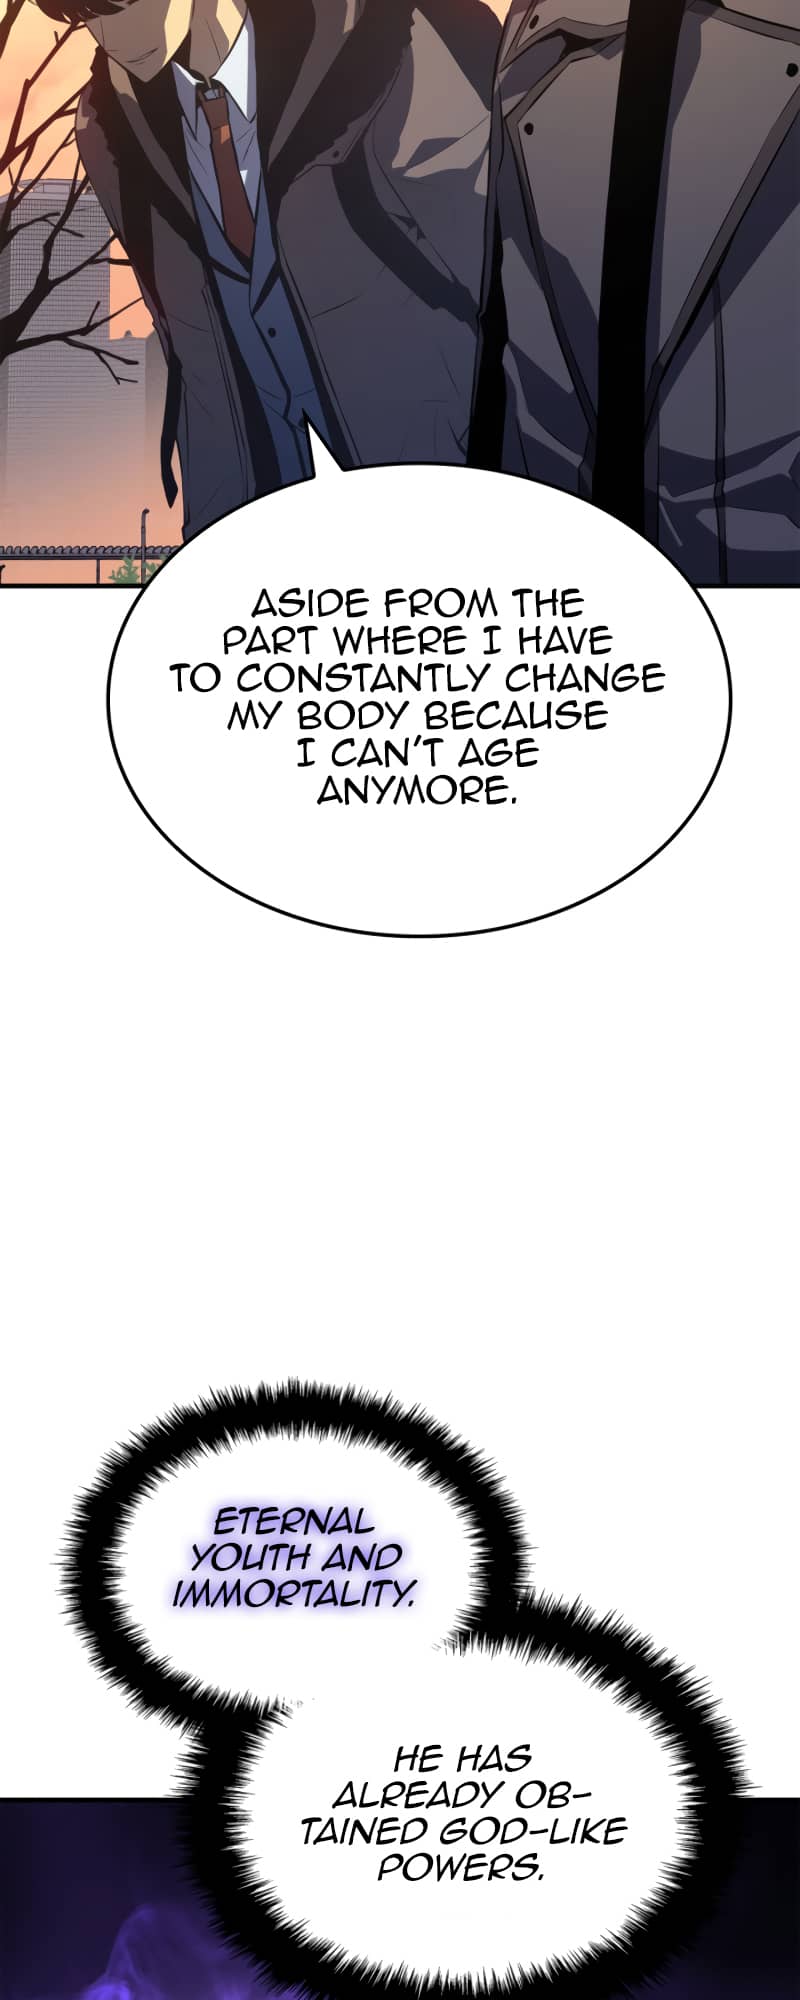 ASIDE FROM THE
PART WHERE I HAVE
TO CONSTANTLY CHANGE
MY BODY BECAUSE
I CAN'T AGE
ANYMORE.
ETERNAL
YOUTH AND
IMMORTALITY.
HE HAS
ALREADY OB-
TAINED GOD-LIKE
POWERS.